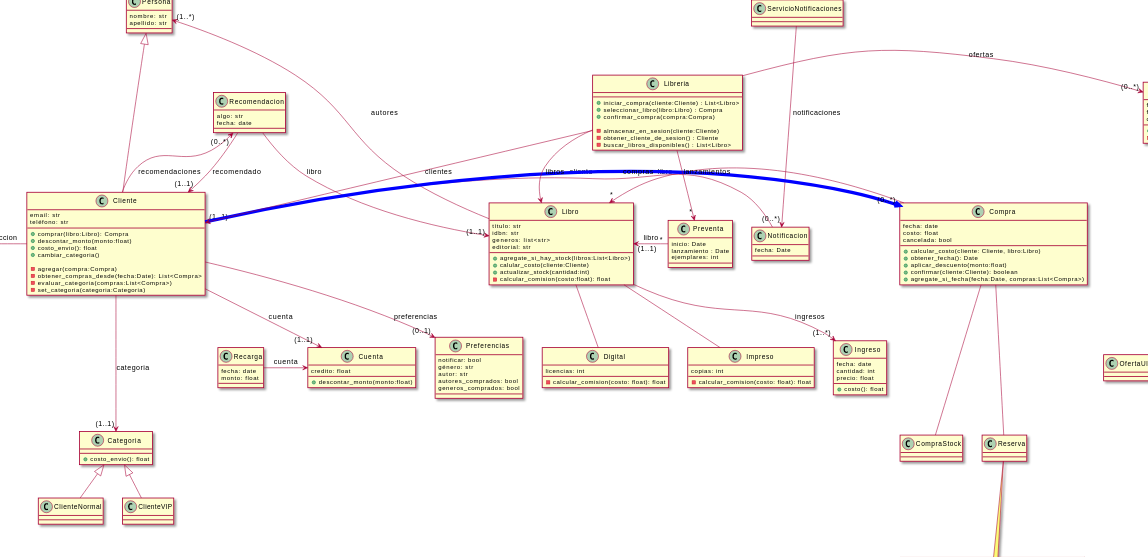 Persona
nombre: str
apellido: str
(1..*)
ServicioNotificaciones
ofertas
(0..*)
Recomendacion
algo: str
fecha: date
(0..*)
autores
Libreria
iniciar_compra(cliente:Cliente) : List<Libro>
seleccionar_libro(libro:Libro) : Compra
confirmar_compra(compra:Compra)
almacenar_en_sesion(cliente:Cliente)
obtener_cliente_de_sesion() : Cliente
buscar_libros_disponibles() : List<Libro>
notificaciones
recomendaciones
recomendado
(1..1)
libro
clientes
Cliente
email: str
teléfono: str
comprar(libro:Libro): Compra
descontar_monto(monto:float)
costo_envio(): float
cambiar_categoria()
agregar(compra:Compra)
obtener_compras_desde(fecha:Date): List<Compra>
evaluar_categoria(compras:List<Compra>)
set_categoria(categoria:Categoria)
(1..1)
ccion
(1..1)
Libro
titulo: str
idbn: str
generos: list<str>
editorial: str
agregate_si_hay_stock(libros:List<Libro>)
calular_costo(cliente:Cliente)
actualizar_stock(cantidad:int)
calcular_comision(costo:float): float
*
*
libro
*
(1..1)
Preventa
inicio: Date
lanzamiento : Date
ejemplares: int
(0..*)
Notificacion
fecha: Date
(0..*)
Compra
fecha: date
costo: float
cancelada: bool
calcular_costo(cliente: Cliente, libro:Libro)
obtener_fecha(): Date
aplicar_descuento(monto:float)
confirmar(cliente:Cliente): boolean
agregate_si_fecha(fecha:Date, compras:List<Compra>)
cuenta
(1..1)
preferencias
(0..1)
ingresos
(1..*)
Recarga
fecha: date
monto: float
cuenta
Cuenta
credito: float
descontar_monto(monto:float)
Preferencias
notificar: bool
género: str
autor: str
autores_comprados: bool
generos_comprados: bool
Digital
licencias: int
calcular_comision(costo: float): float
Impreso
copias: int
calcular_comision(costo: float): float
Ingreso
fecha: date
cantidad: int
precio: float
costo(): float
OfertaUl
categoria
(1..1)
Categoria
costo_envio(): float
CompraStock
Reserva
ClienteNormal
ClienteVIP